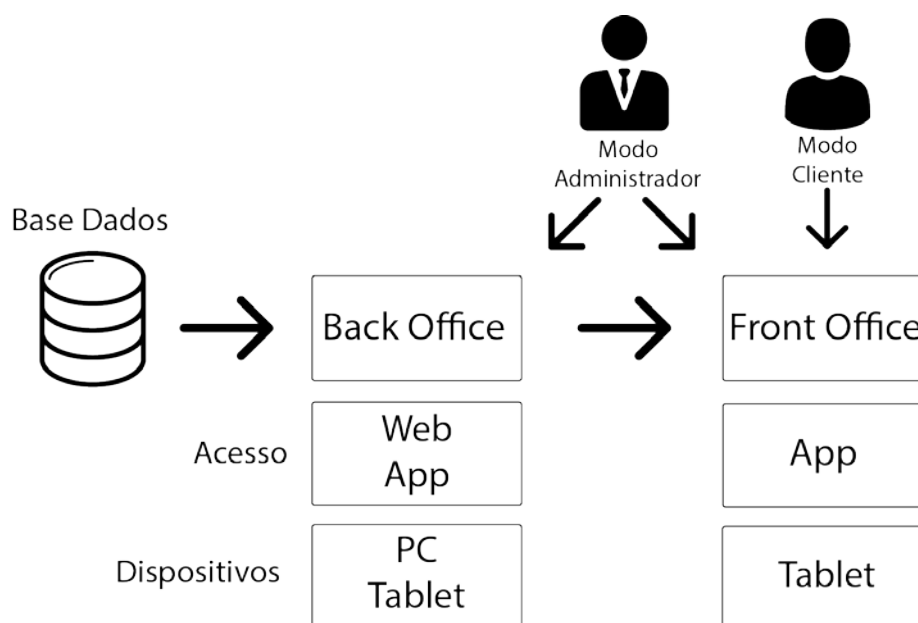 Modo
Administrador
Modo
Cliente
Base Dados
Back Office
Front Office
Acesso
Web
App
App
Dispositivos
PC
Tablet
Tablet